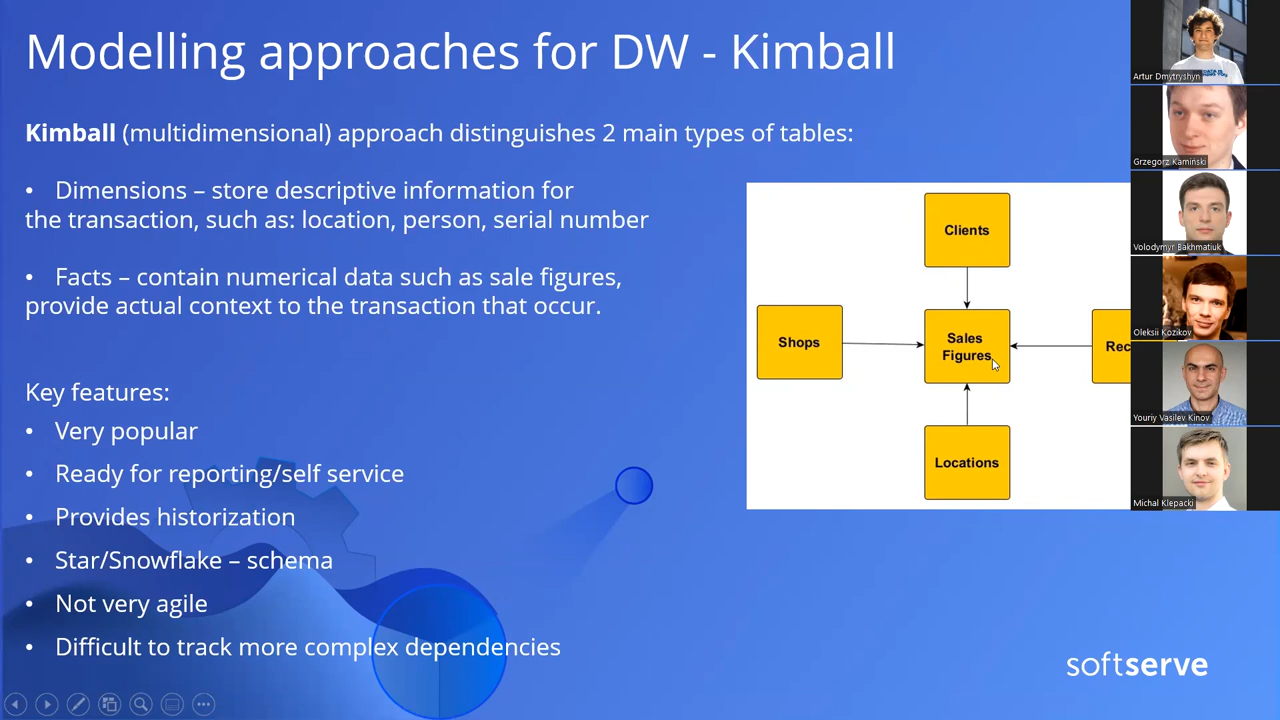 Modelling approaches for DW - Kimball
Kimball (multidimensional) approach distinguishes 2 main types of tables:
• Dimensions – store descriptive information for
the transaction, such as: location, person, serial number
• Facts – contain numerical data such as sale figures,
provide actual context to the transaction that occur.
Key features:
• Very popular
• Ready for reporting/self service
• Provides historization
• Star/Snowflake – schema
• Not very agile
• Difficult to track more complex dependencies
Clients
Shops
Sales
Figures
Rec
Locations
Artur Dmytryshyn
Grzegorz Kamiński
Volodymyr Bakhmatiuk
Oleksii Kozikov
Youriy Vasilev Kinov
Michal Klepacki
softserve